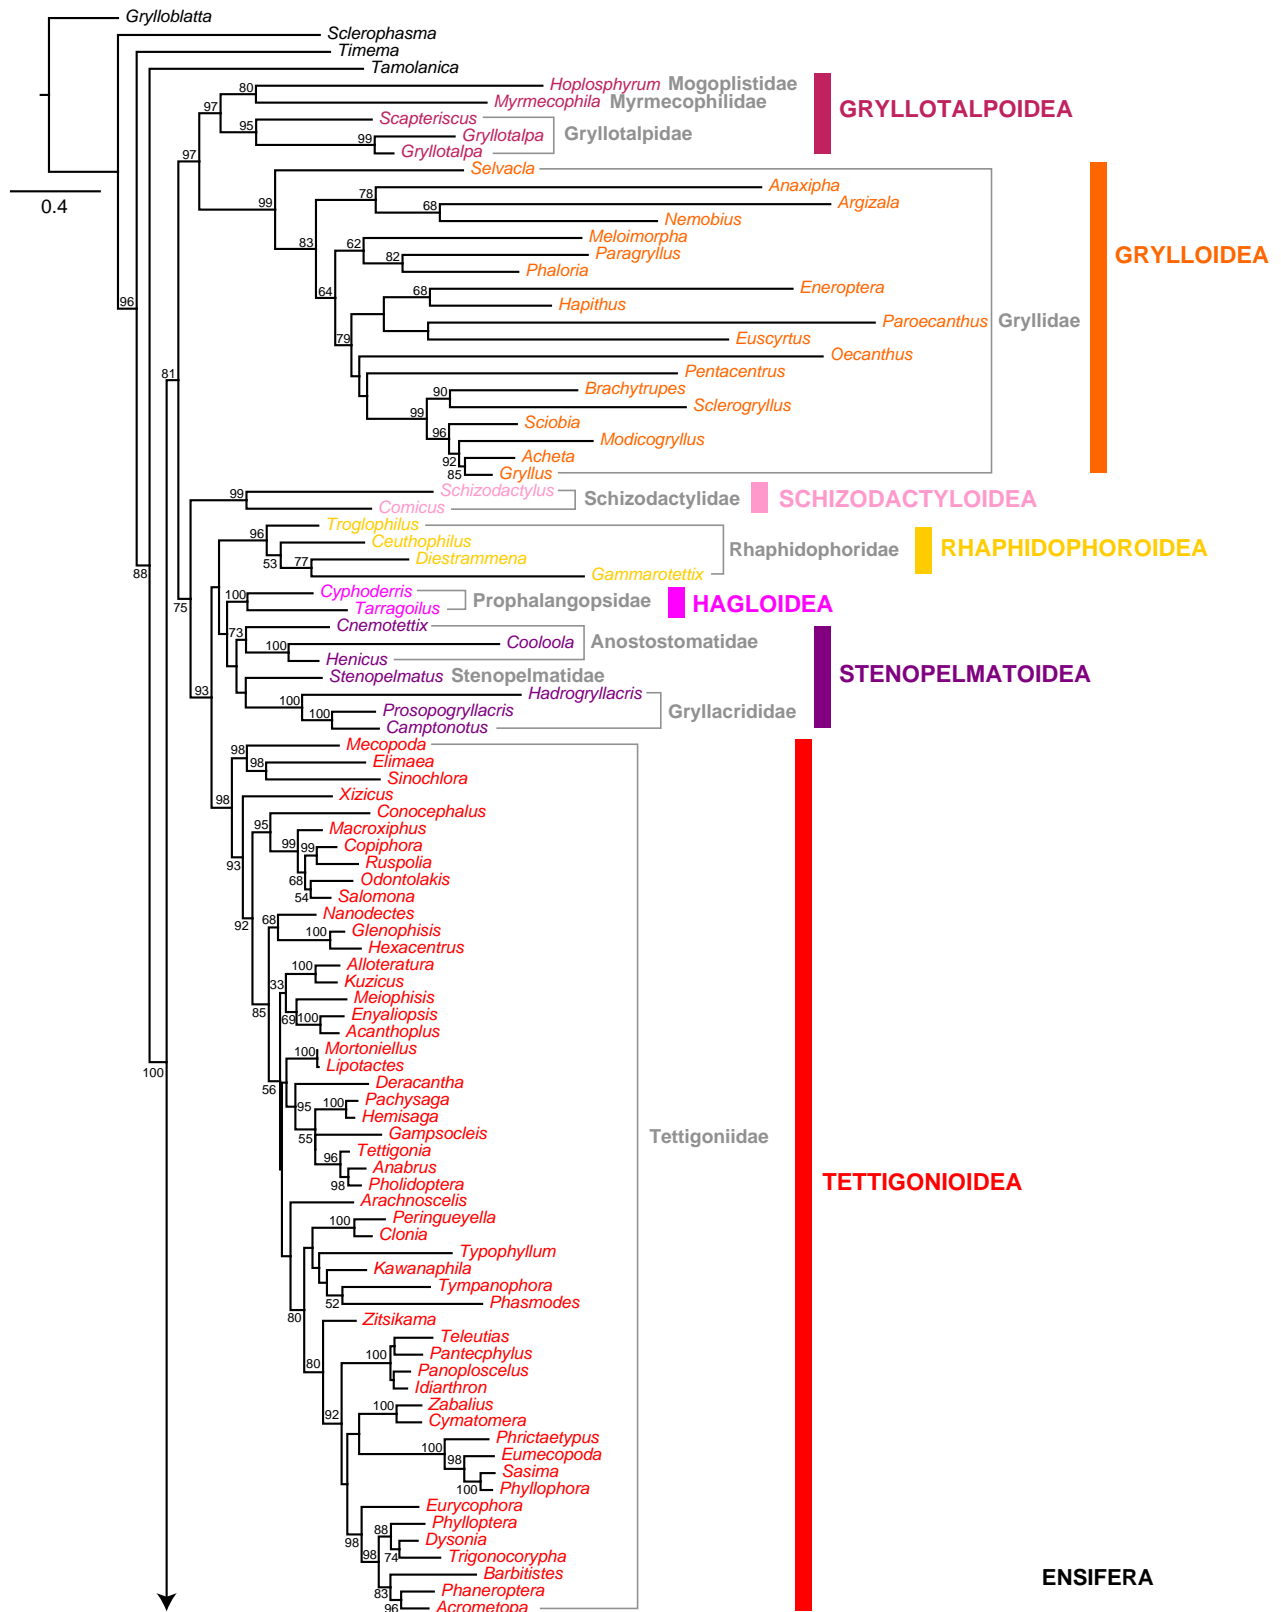 Grylloblatta
Sclerophasma
Timema
Tamolanica
80 Hoplosphyrum Mogoplistidae
Myrmecophila Myrmecophilidae
97
GRYLLOTALPOIDEA
95 Scapteriscus
99 Gryllotalpa Gryllotalpidae
Gryllotalpa
97
Selvacla
0.4
99
78 Anaxipha
68 Argizala
Nemobius
83
62 Meloimorpha
82 Paragryllus
Phaloria
GRYLLOIDEA
64
68 Eneroptera
Hapithus
96
Paroecanthus Gryllidae
79
Euscyrtus
Oecanthus
81
Pentacentrus
90 Brachytrupes
Sclerogryllus
99
Sciobia
96
Modicogryllus
92 Acheta
85 Gryllus
99 Schizodactylus
Comicus Schizodactylidae SCHIZODACTYLOIDEA
Troglophilus
96
Ceuthophilus
53 77 Diestrammena Rhaphidophoridae RHAPHIDOPHOROIDEA
Gammarotettix
88
100 Cyphoderris
Tarragoilus Prophalangopsidae HAGLOIDEA
75
Cnemotettix
73
100 Cooloola Anostostomatidae
Henicus
Stenopelmatus Stenopelmatidae STENOPELMATOIDEA
93
100 Hadrogryllacris
100 Prosopogryllacris Gryllacrididae
Camptonotus
98 Mecopoda
98 Elimaea
Sinochlora
98
Xizicus
95 Conocephalus
Macroxiphus
99 99 Copiphora
93 Ruspolia
68 Odontolakis
54 Salomona
92
68 Nanodectes
100 Glenophisis
Hexacentrus
100 Alloteratura
33 Kuzicus
Meiophisis
85 69 100 Enyaliopsis
Acanthoplus
100 Mortoniellus
Lipotactes
100
56 Deracantha
95 100 Pachysaga
Hemisaga
55 Gampsocleis Tettigoniidae
96 Tettigonia
Anabrus
98 Pholidoptera
TETTIGONIOIDEA
Arachnoscelis
100 Peringueyella
Clonia
Typophyllum
Kawanaphila
Tympanophora
52 Phasmodes
80
Zitsikama
Teleutias
100 Pantecphylus
80
Panoploscelus
Idiarthron
100 Zabalius
92 Cymatomera
Phrictaetypus
100
98 Eumecopoda
Sasima
100 Phyllophora
Eurycophora
88 Phylloptera
98 Dysonia
98 74 Trigonocorypha
Barbitistes
ENSIFERA
83 Phaneroptera
96 Acrometopa